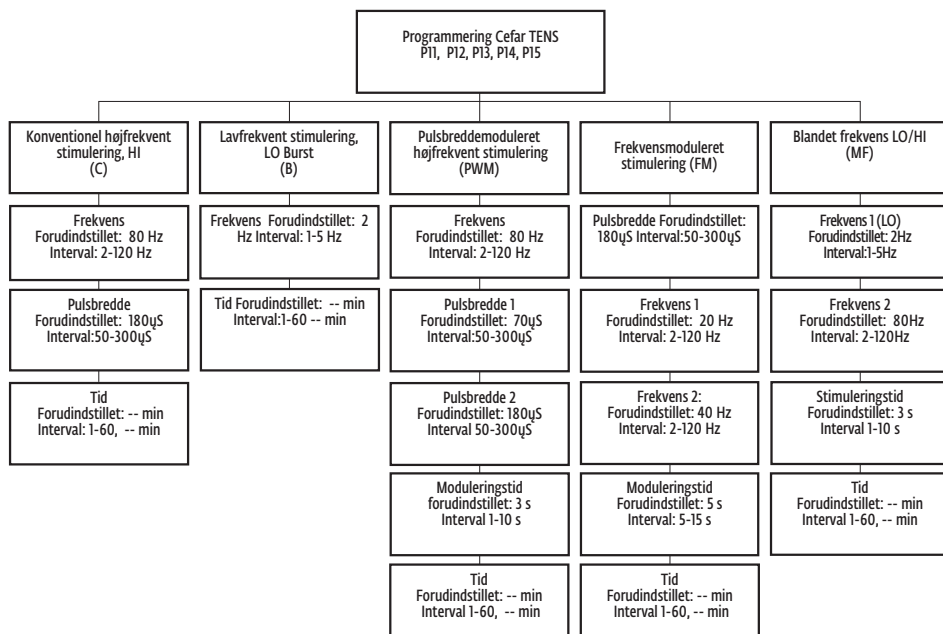 Programmering Cefar TENS
P11,  P12, P13, P14, P15
Konventionel højfrekvent
stimulering, HI
(C)
Frekvens
Forudindstillet:  80 Hz
Interval: 2-120 Hz
Pulsbredde
Forudindstillet:  180ųS
Interval:50-300ųS
Tid
Forudindstillet: -- min
Interval: 1-60,  -- min
Lavfrekvent stimulering,
LO Burst
(B)
Frekvens  Forudindstillet:  2
Hz Interval: 1-5 Hz
Tid Forudindstillet:  -- min
Interval:1-60 -- min
Pulsbreddemoduleret
højfrekvent stimulering
(PWM)
Frekvens
Forudindstillet:  80 Hz
Interval: 2-120 Hz
Pulsbredde 1
Forudindstillet:  70ųS
Interval:50-300ųS
Pulsbredde 2
Forudindstillet: 180ųS
Interval 50-300ųS
Moduleringstid
forudindstillet: 3 s
Interval 1-10 s
Tid
Forudindstillet: -- min
Interval 1-60,  -- min
Frekvensmoduleret
stimulering (FM)
Pulsbredde Forudindstillet:
180ųS Interval:50-300ųS
Frekvens 1
Forudindstillet:  20 Hz
Interval: 2-120 Hz
Frekvens 2:
Forudindstillet: 40 Hz
Interval: 2-120 Hz
Moduleringstid
Forudindstillet: 5 s
Interval: 5-15 s
Tid
Forudindstillet: -- min
Interval 1-60, -- min
Blandet frekvens LO/HI
(MF)
Frekvens 1 (LO)
Forudindstillet: 2Hz
Interval:1-5Hz
Frekvens 2
Forudindstillet:  80Hz
Interval: 2-120Hz
Stimuleringstid
Forudindstillet: 3 s
Interval 1-10 s
Tid
Forudindstillet: -- min
Interval 1-60, -- min